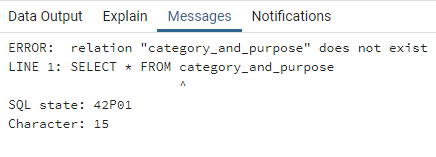 Data Output Explain Messages Notifications
ERROR:  relation "category_and_purpose" does not exist
LINE 1: SELECT * FROM category_and_purpose
^
SQL state: 42P01
Character: 15